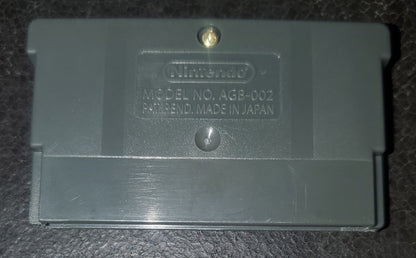 Nintendo
MODEL NO. AGB-002
PAT.PEND. MADE IN JAPAN